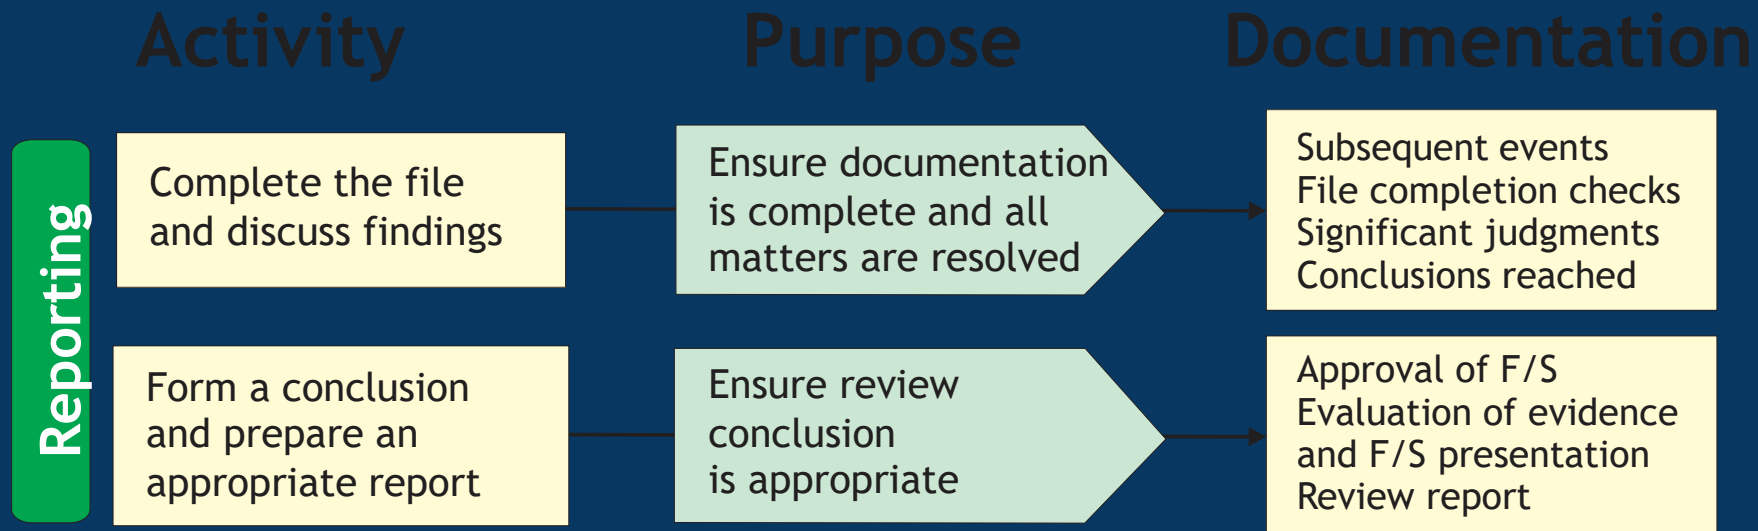 Activity
Purpose
Documentation
Reporting
Complete the file
and discuss findings
Ensure documentation
is complete and all
matters are resolved
Subsequent events
File completion checks
Significant judgments
Conclusions reached
Form a conclusion
and prepare an
appropriate report
Ensure review
conclusion
is appropriate
Approval of F/S
Evaluation of evidence
and F/S presentation
Review report